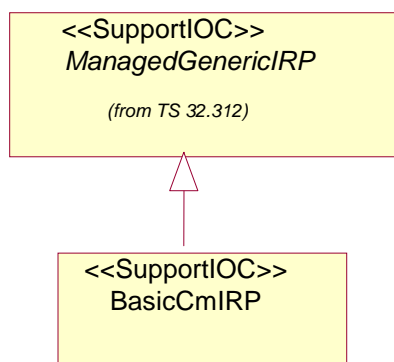 <<SupportIOC>>
ManagedGenericIRP
(from TS 32.312)
<<SupportIOC>>
BasicCmIRP